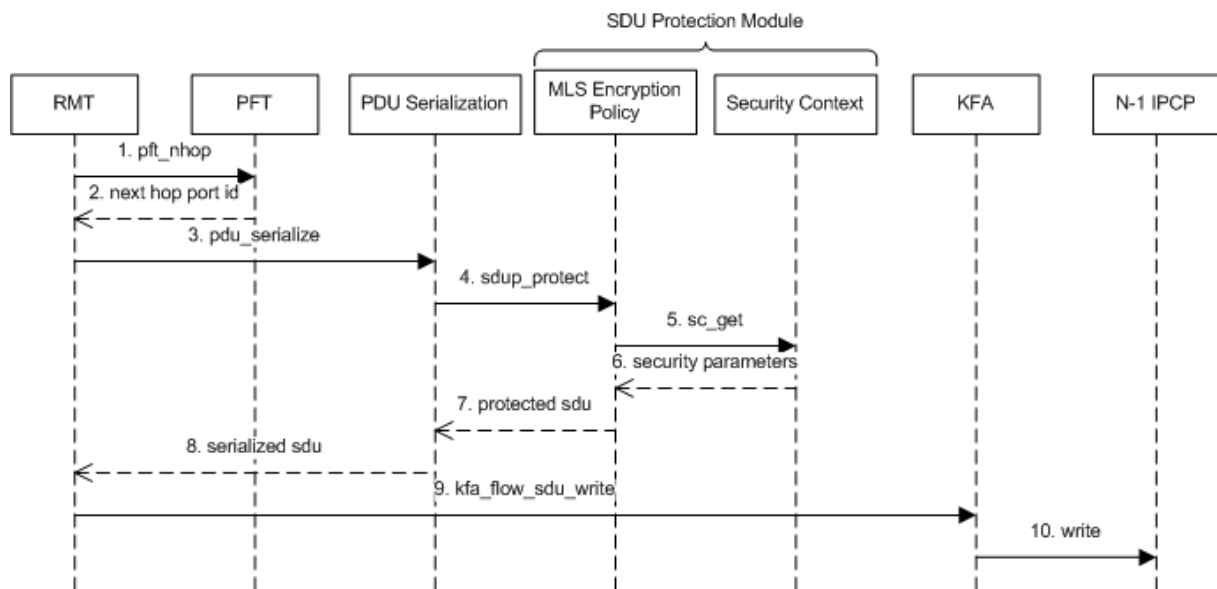 SDU Protection Module
RMT
PFT
PDU Serialization
MLS Encryption
Policy
Security Context
KFA
N-1 IPCP
1. pft_nhop
2. next hop port id
3. pdu_serialize
4. sdup_protect
5. sc_get
6. security parameters
7. protected sdu
8. serialized sdu
9. kfa_flow_sdu_write
10. write